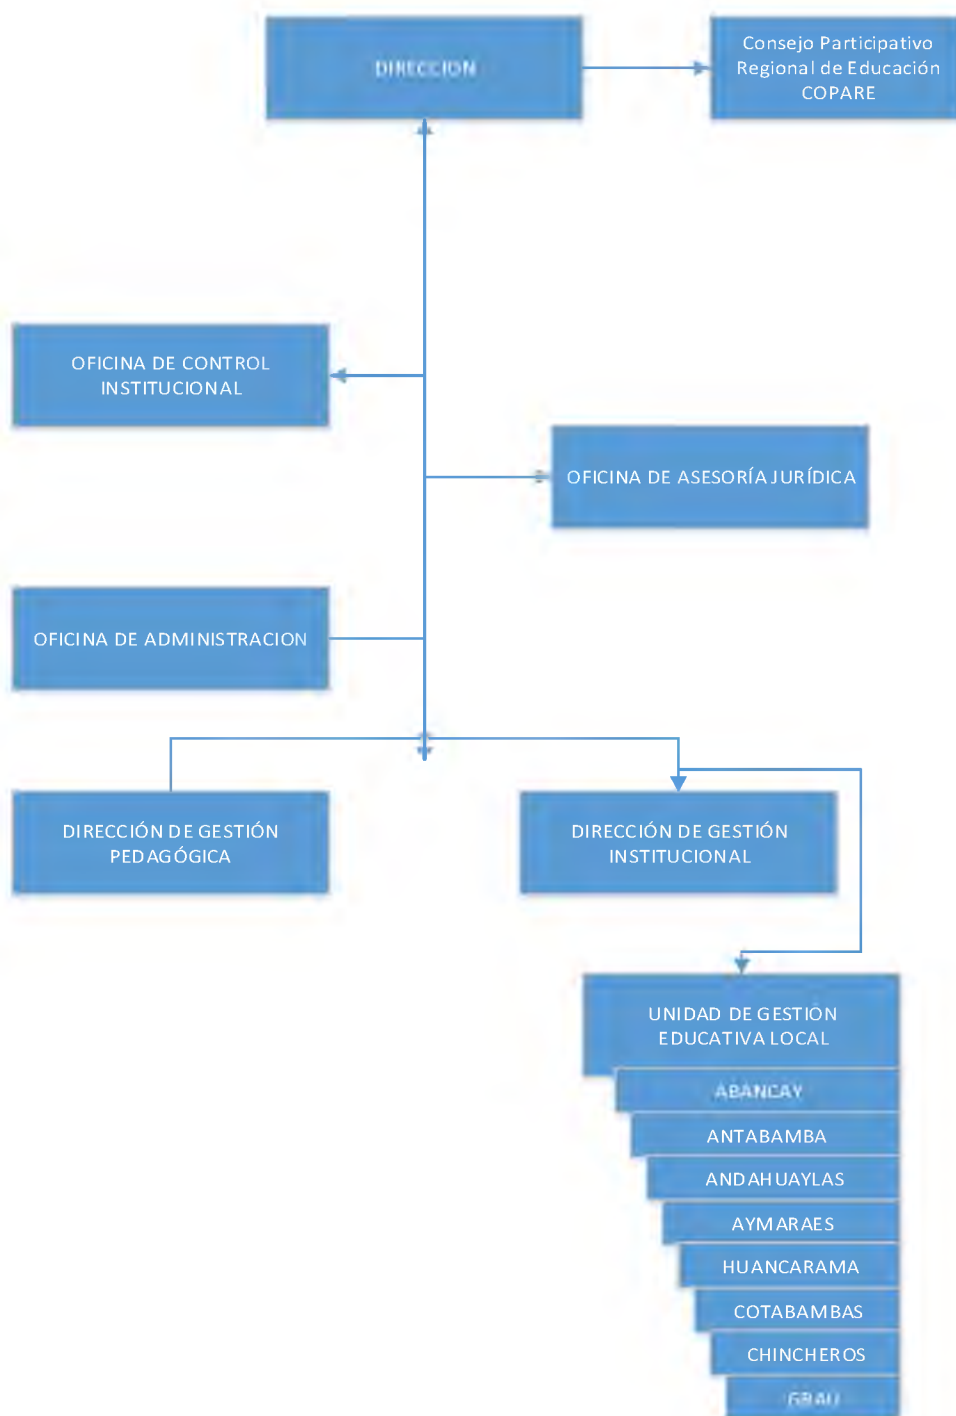 DIRECCION
Consejo Participativo
Regional de Educación
COPARE
OFICINA DE CONTROL
INSTITUCIONAL
OFICINA DE ASESORÍA JURÍDICA
OFICINA DE ADMINISTRACION
DIRECCIÓN DE GESTIÓN
PEDAGÓGICA
DIRECCIÓN DE GESTIÓN
INSTITUCIONAL
UNIDAD DE GESTIÓN
EDUCATIVA LOCAL
ABANCAY
ANTABAMBA
ANDAHUAYLAS
AYMARAES
HUANCARAMA
COTABAMBAS
CHINCHEROS
GRAU